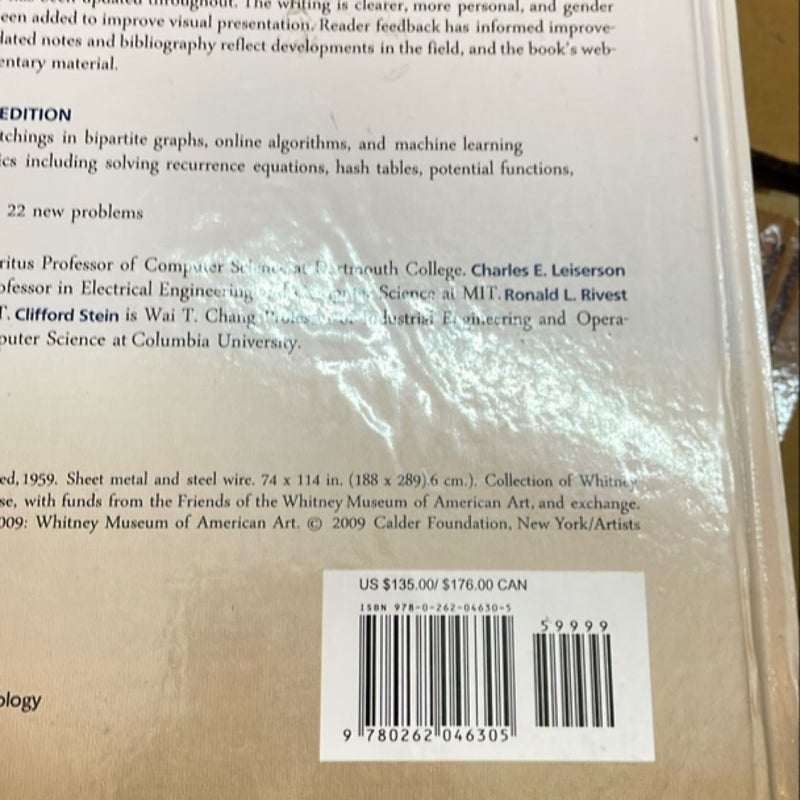 been updated throughout. The writing is clearer, more personal, and gender
een added to improve visual presentation. Reader feedback has informed improve-
dated notes and bibliography reflect developments in the field, and the book's web-
entary material.
EDITION
tchings in bipartite graphs, online algorithms, and machine learning
ics including solving recurrence equations, hash tables, potential functions,
22 new problems
ritus Professor of Computer Science at Dartmouth College. Charles E. Leiserson
ofessor in Electrical Engineering Science at MIT. Ronald L. Rivest
T. Clifford Stein is Wai T. Chang Professor of Industrial Engineering and Opera-
puter Science at Columbia University.
ed, 1959. Sheet metal and steel wire. 74 x 114 in. (188 x 289).6 cm.). Collection of Whitney
se, with funds from the Friends of the Whitney Museum of American Art, and exchange.
009: Whitney Museum of American Art. © 2009 Calder Foundation, New York/Artists
US $135.00/ $176.00 CAN
ISBN 978-0-262-04630-5
59999
9 780262 046305
ology